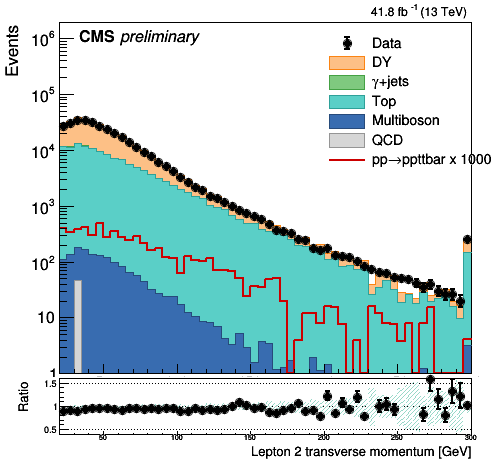 41.8 fb⁻¹ (13 TeV)
CMS preliminary
Events
10⁶
10⁵
10⁴
10³
10²
10
1
Data
DY
γ+jets
Top
Multiboson
QCD
pp→ppttbar x 1000
Ratio
1.5
1
0.5
50 100 150 200 250 300
Lepton 2 transverse momentum [GeV]